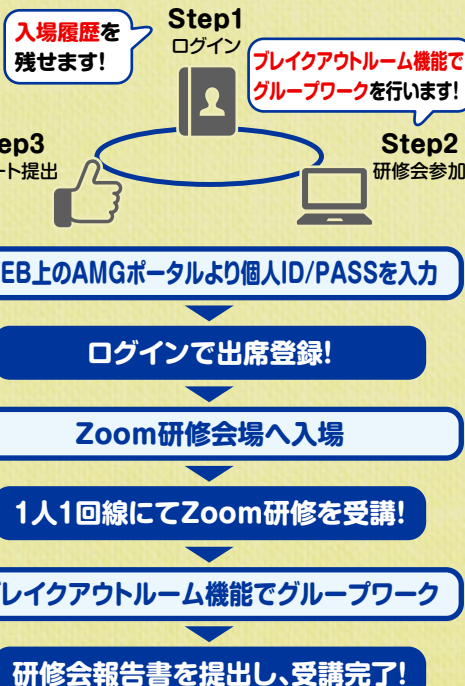 入場履歴を
残せます!
Step1
ログイン
ブレイクアウトルーム機能で
グループワークを行います!
ep3
ート提出
Step2
研修会参加
EB上のAMGポータルより個人ID/PASSを入力
ログインで出席登録!
Zoom研修会場へ入場
1人1回線にてZoom研修を受講!
レイクアウトルーム機能でグループワーク
研修会報告書を提出し、受講完了!